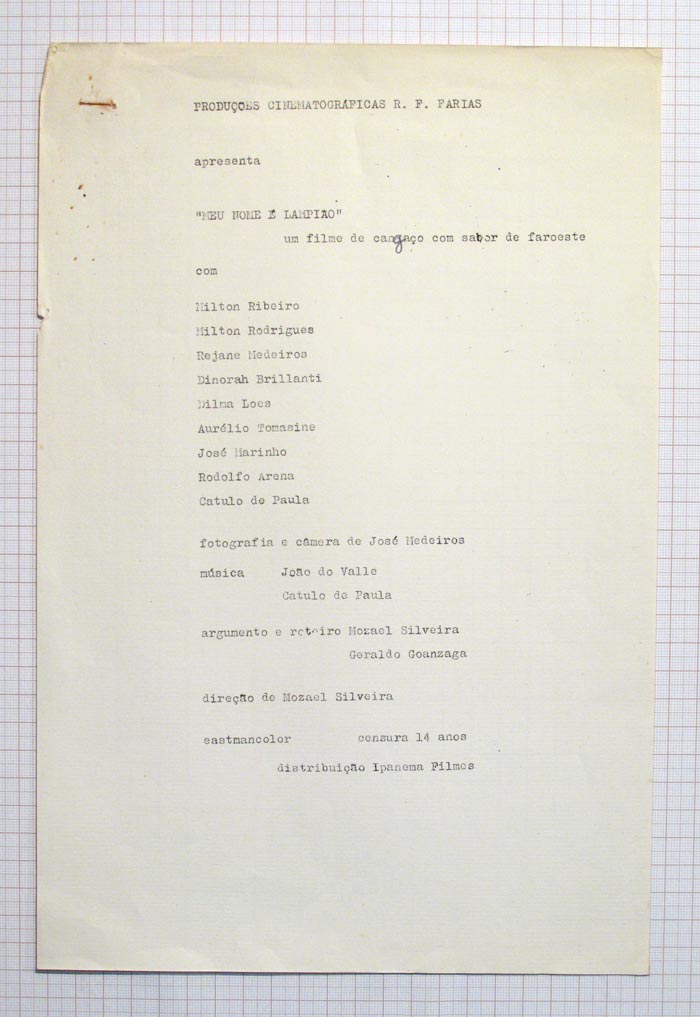 PRODUÇOES CINEMATOGRÁFICAS R. F. FARIAS
apresenta
"MEU NOME É LAMPIAO"
um filme de cangaço com sabor de faroeste
com
Milton Ribeiro
Milton Rodrigues
Rejane Medeiros
Dinorah Brillanti
Dilma Loes
Aurélio Tomasine
José Marinho
Rodolfo Arena
Catulo de Paula
fotografia e câmera de José Medeiros
música João do Valle
Catulo de Paula
argumento e roteiro Mozael Silveira
Geraldo Goanzaga
direção de Mozael Silveira
eastmancolor censura 14 anos
distribuição Ipanema Filmes